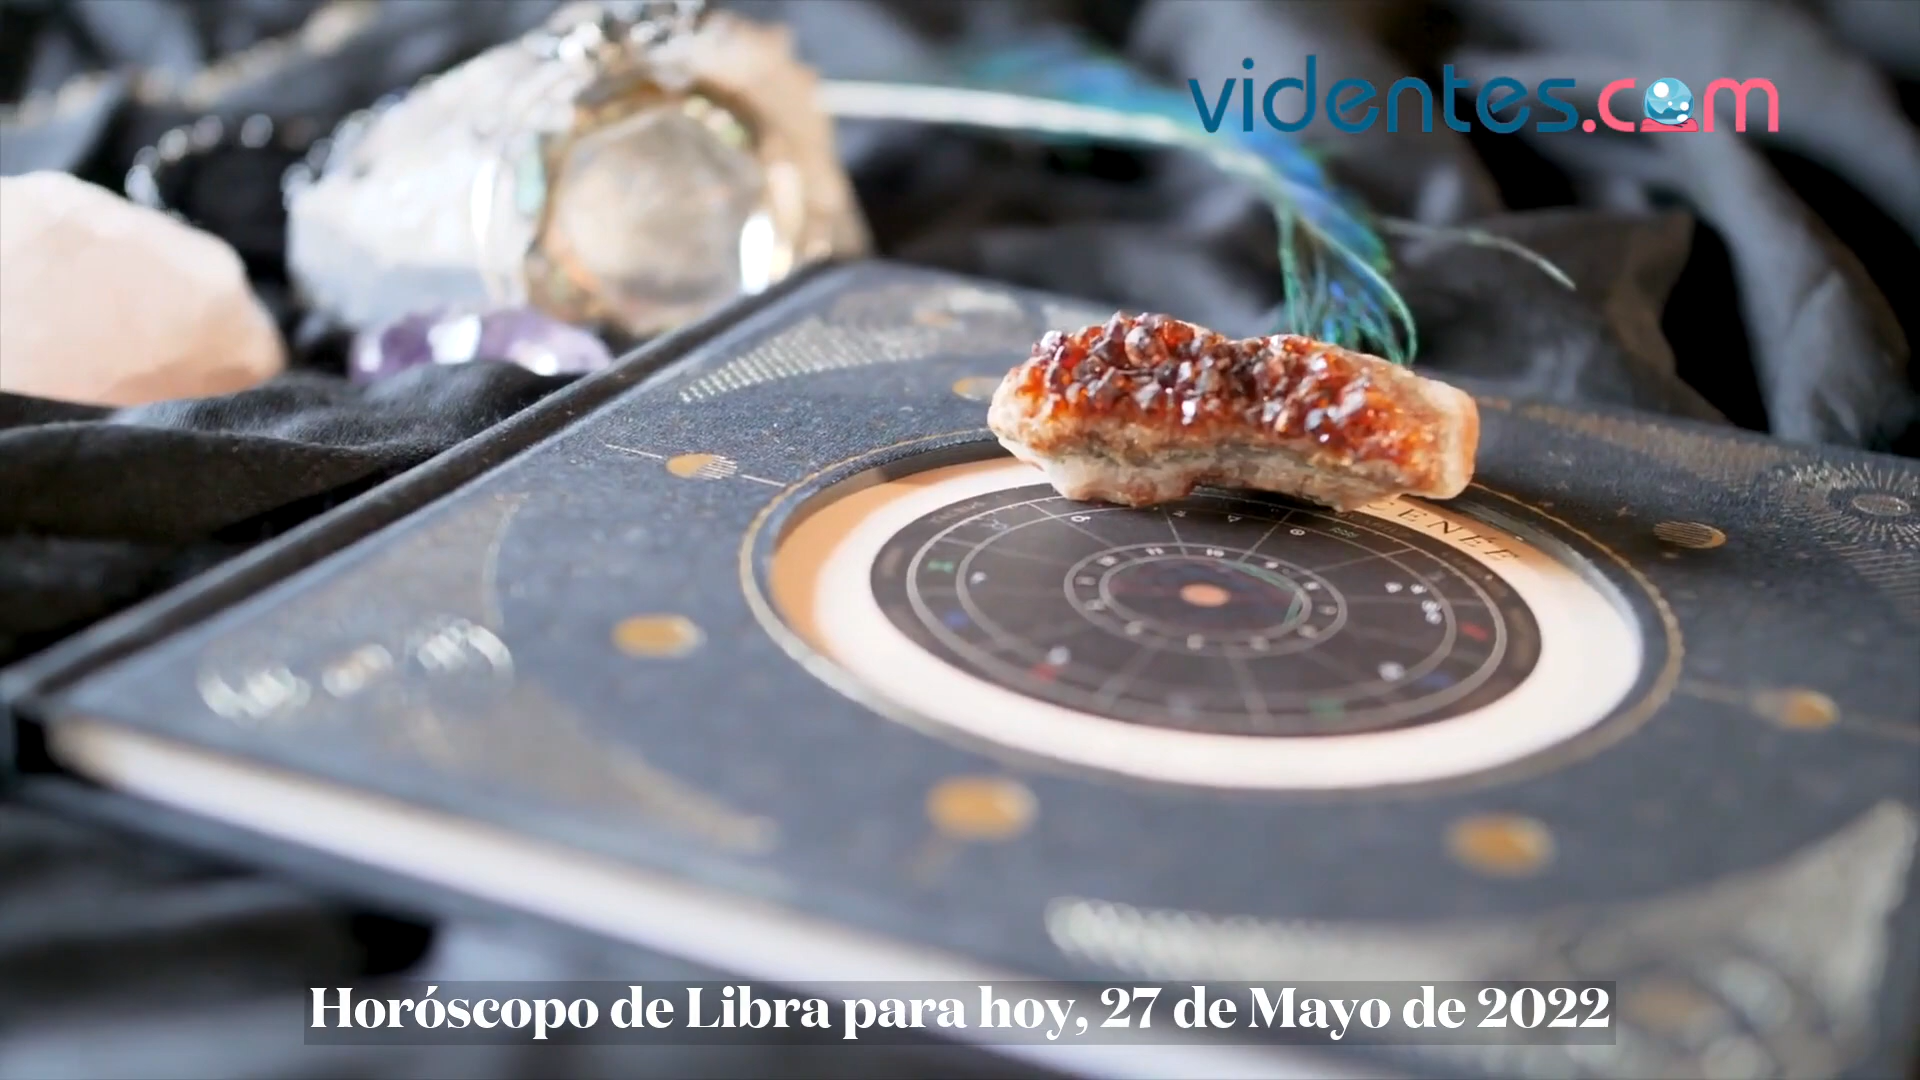 videntes.com
Horóscopo de Libra para hoy, 27 de Mayo de 2022